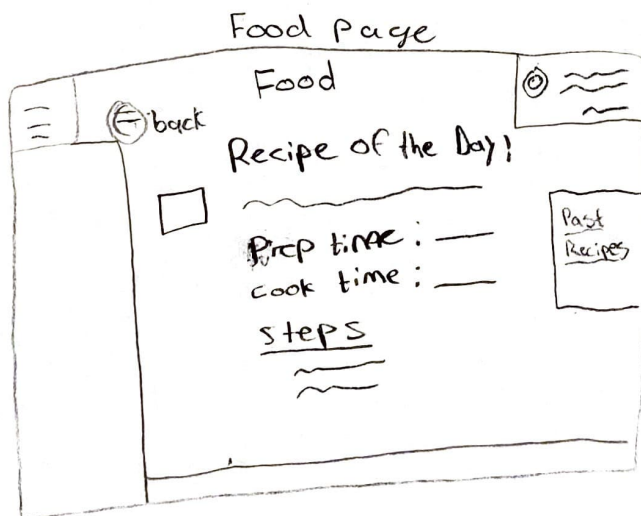 Food Page
Food
back
Recipe of the Day!
Prep time :
cook time :
steps
Past
Recipes